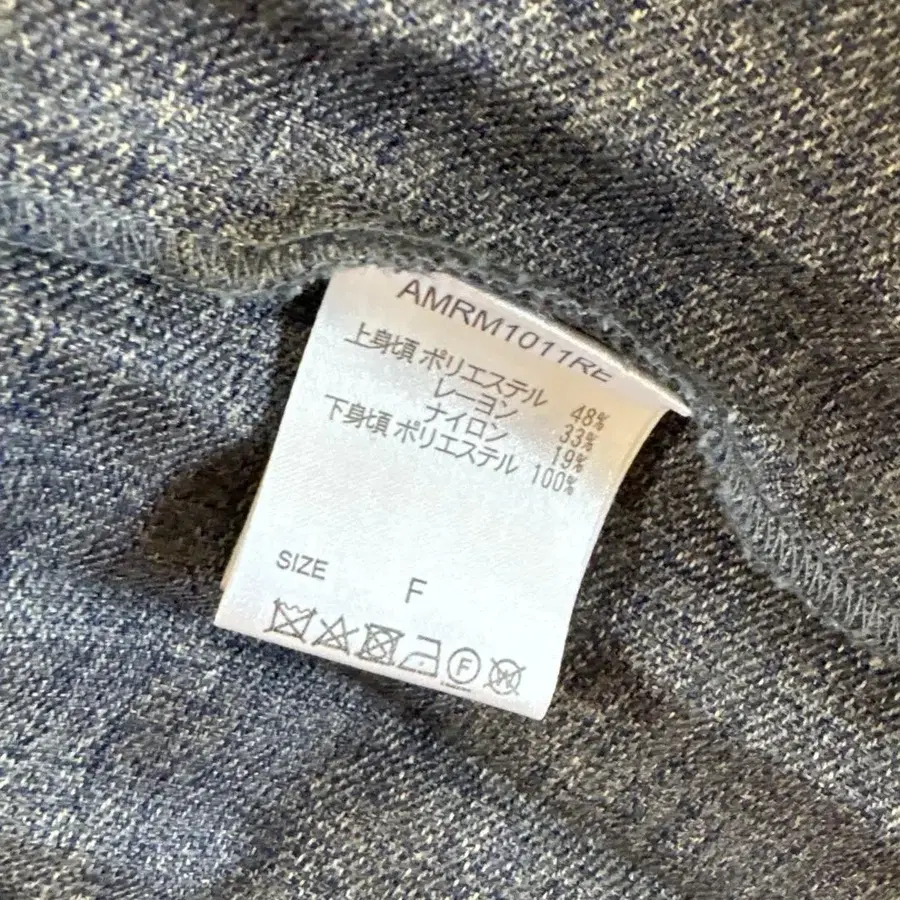 AMRM1011RE
上身頃 ポリエステル 48%
レーヨン 33%
ナイロン 19%
下身頃 ポリエステル 100%
SIZE F
F W